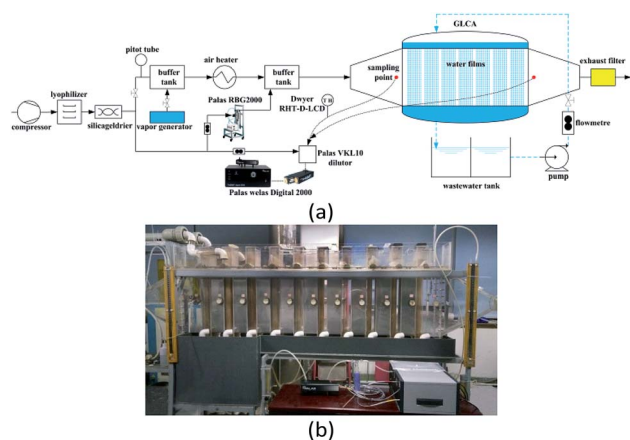 pitot tube
buffer tank
air heater
buffer tank
GLCA
sampling point
water films
exhaust filter
compressor
lyophilizer
silicageldrier
vapor generator
Palas RBG2000
Dwyer
RHT-D-LCD
T H
Palas VKL10
dilutor
Palas welas Digital 2000
wastewater tank
pump
flowmetre
(a)
(b)